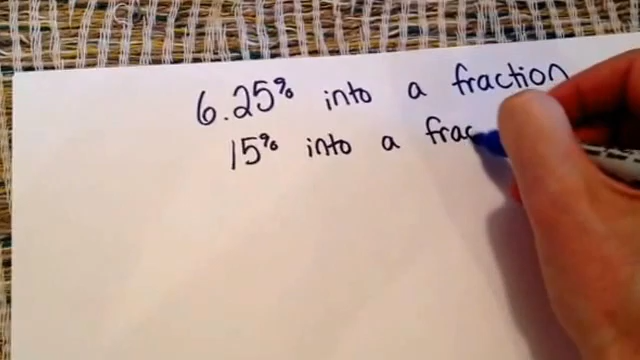 6.25% into a fraction
15% into a frac